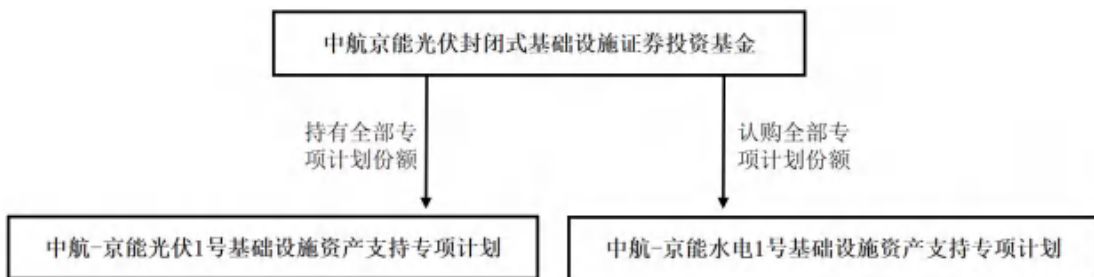 中航京能光伏封闭式基础设施证券投资基金
持有全部专
项计划份额
认购全部专
项计划份额
中航-京能光伏1号基础设施资产支持专项计划
中航-京能水电1号基础设施资产支持专项计划